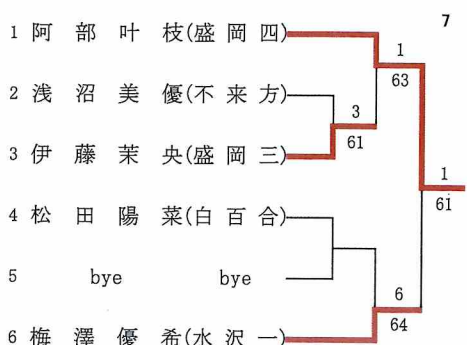 7
1 阿部叶枝(盛岡四)
1
63
2 浅沼美優(不来方)
3
61
3 伊藤茉央(盛岡三)
1
61
4 松田陽菜(白百合)
5 bye bye
6
64
6 梅澤優希(水沢一)